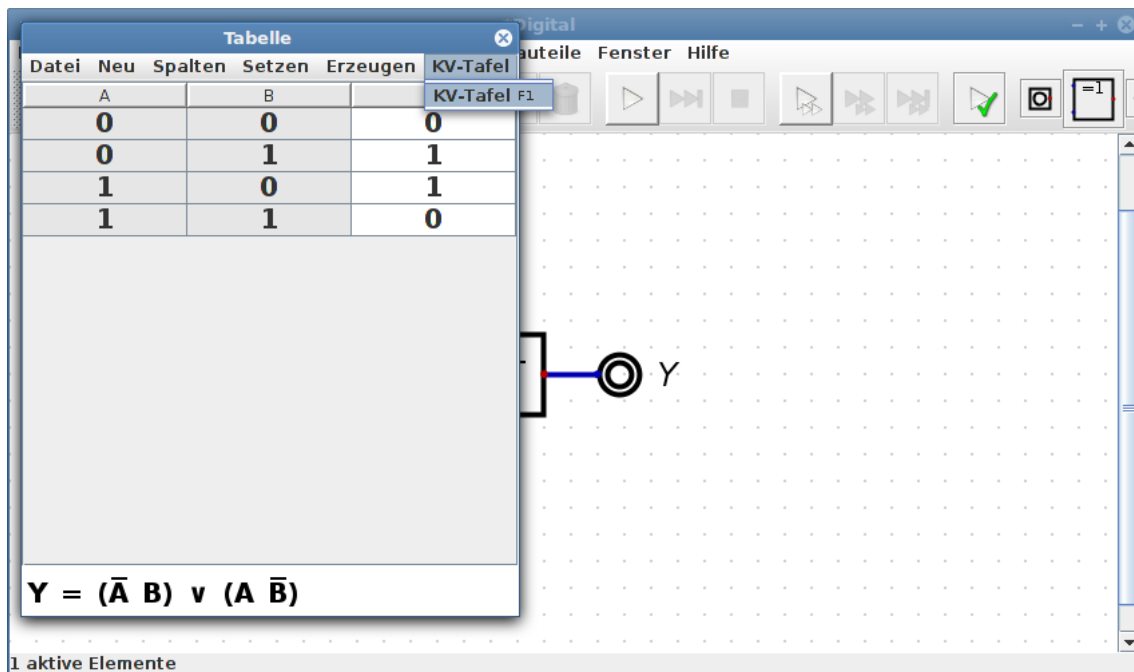 Digital
Tabelle
auteile Fenster Hilfe
Datei Neu Spalten Setzen Erzeugen KV-Tafel
KV-Tafel F1
=1
A B
0 0 0
0 1 1
1 0 1
1 1 0
Y
Y = (A̅ B) ∨ (A B̅)
1 aktive Elemente